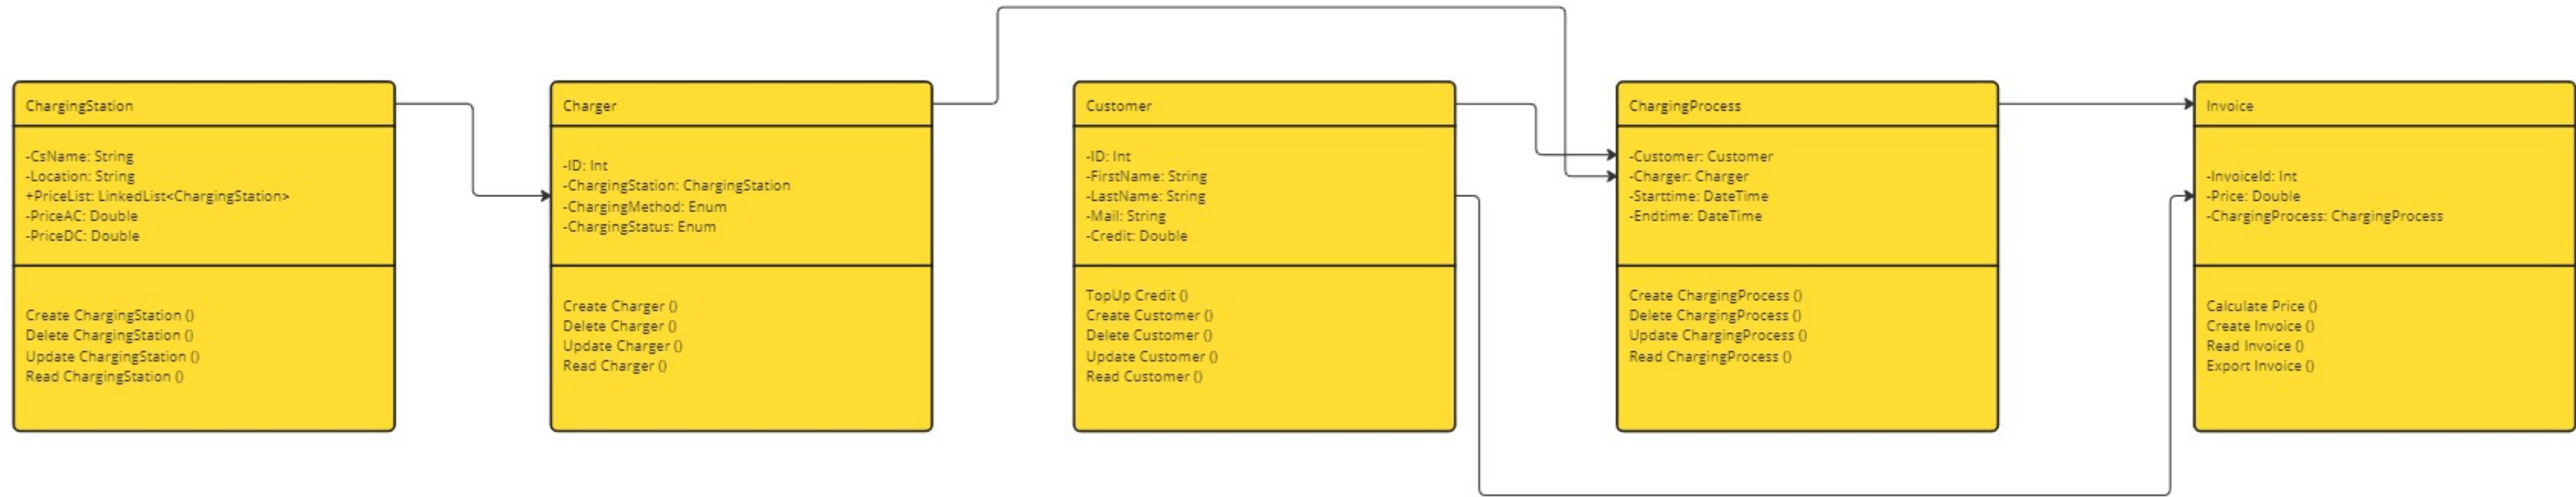 ChargingStation
-CsName: String
-Location: String
+PriceList: LinkedList<ChargingStation>
-PriceAC: Double
-PriceDC: Double
Create ChargingStation ()
Delete ChargingStation ()
Update ChargingStation ()
Read ChargingStation ()
Charger
-ID: Int
-ChargingStation: ChargingStation
-ChargingMethod: Enum
-ChargingStatus: Enum
Create Charger ()
Delete Charger ()
Update Charger ()
Read Charger ()
Customer
-ID: Int
-FirstName: String
-LastName: String
-Mail: String
-Credit: Double
TopUp Credit ()
Create Customer ()
Delete Customer ()
Update Customer ()
Read Customer ()
ChargingProcess
-Customer: Customer
-Charger: Charger
-Starttime: DateTime
-Endtime: DateTime
Create ChargingProcess ()
Delete ChargingProcess ()
Update ChargingProcess ()
Read ChargingProcess ()
Invoice
-InvoiceId: Int
-Price: Double
-ChargingProcess: ChargingProcess
Calculate Price ()
Create Invoice ()
Read Invoice ()
Export Invoice ()